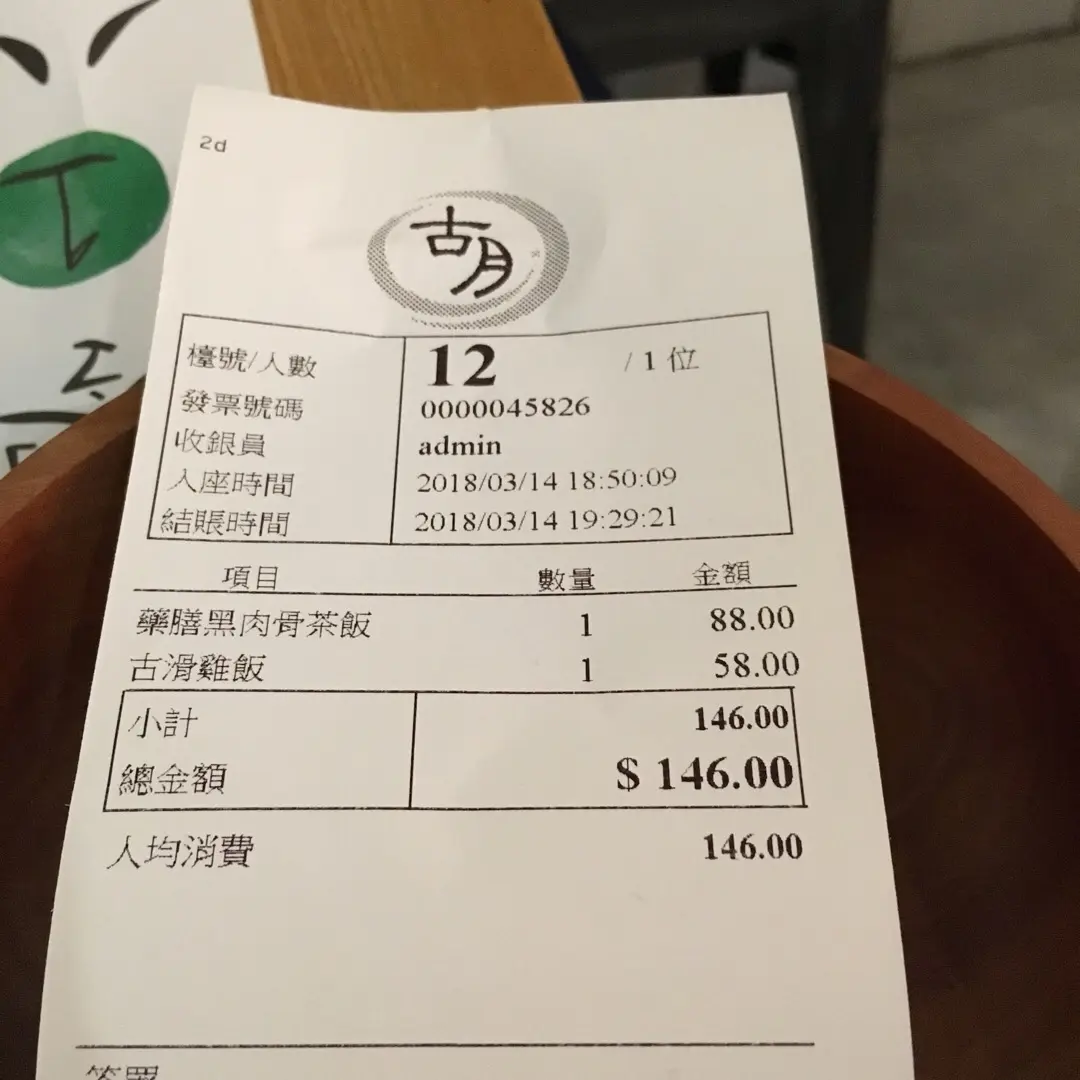 2d
胡
檯號/人數 12 / 1 位
發票號碼 0000045826
收銀員 admin
入座時間 2018/03/14 18:50:09
結賬時間 2018/03/14 19:29:21
項目 數量 金額
藥膳黑肉骨茶飯 1 88.00
古滑雞飯 1 58.00
小計 146.00
總金額 $ 146.00
人均消費 146.00